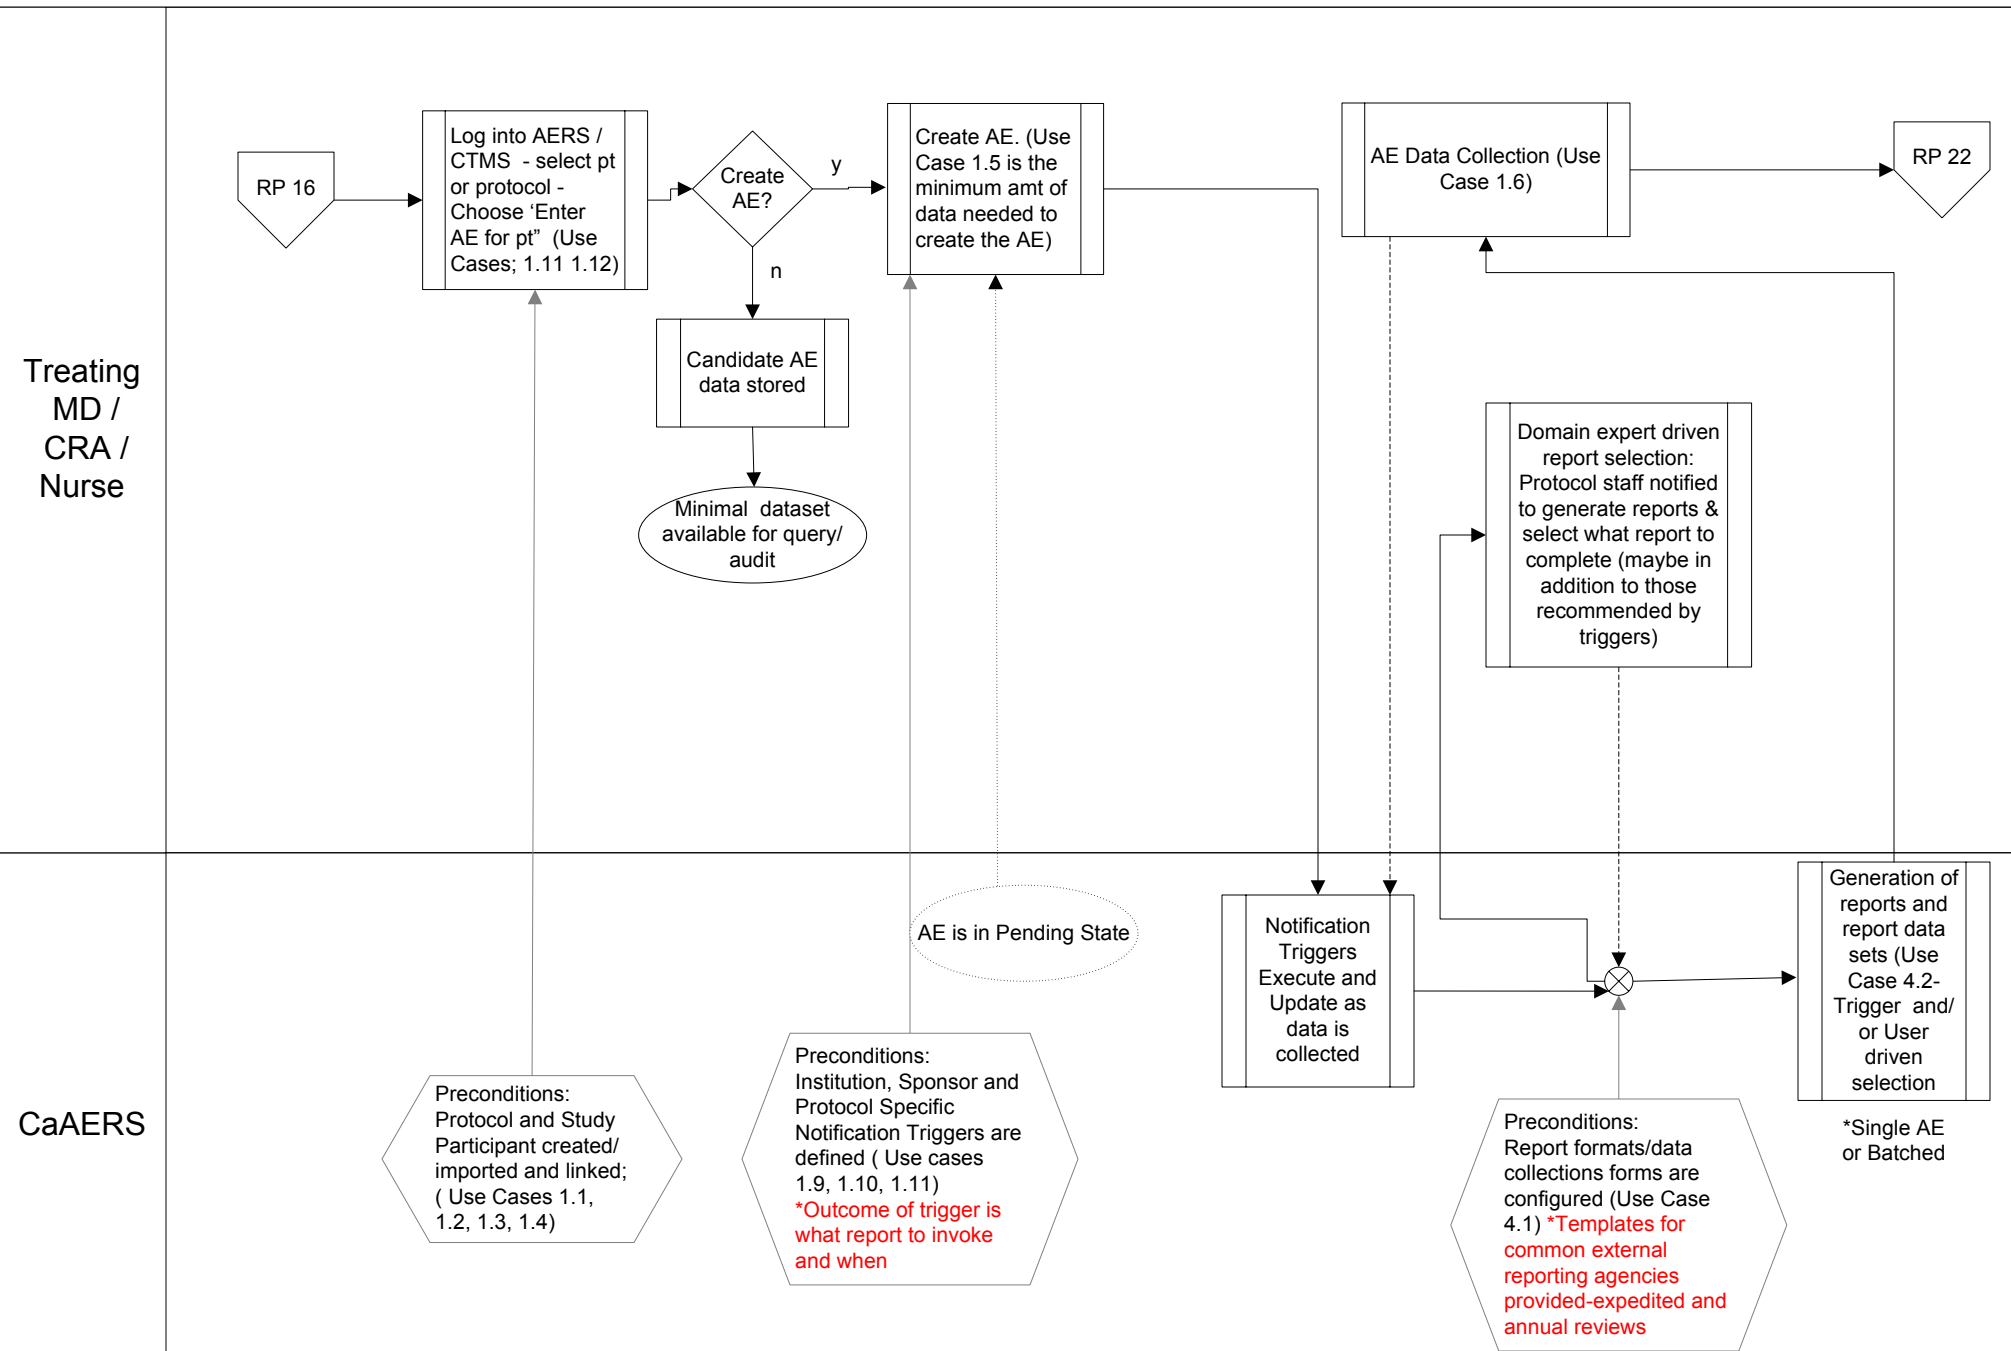 Treating
MD /
CRA /
Nurse
RP 16
Log into AERS /
CTMS  - select pt
or protocol -
Choose ‘Enter
AE for pt”  (Use
Cases; 1.11 1.12)
Create
AE?
y
n
Create AE. (Use
Case 1.5 is the
minimum amt of
data needed to
create the AE)
Candidate AE
data stored
Minimal  dataset
available for query/
audit
AE Data Collection (Use
Case 1.6)
RP 22
Domain expert driven
report selection:
Protocol staff notified
to generate reports &
select what report to
complete (maybe in
addition to those
recommended by
triggers)
CaAERS
Preconditions:
Protocol and Study
Participant created/
imported and linked;
( Use Cases 1.1,
1.2, 1.3, 1.4)
AE is in Pending State
Preconditions:
Institution, Sponsor and
Protocol Specific
Notification Triggers are
defined ( Use cases
1.9, 1.10, 1.11)
*Outcome of trigger is
what report to invoke
and when
Notification
Triggers
Execute and
Update as
data is
collected
Preconditions:
Report formats/data
collections forms are
configured (Use Case
4.1) *Templates for
common external
reporting agencies
provided-expedited and
annual reviews
Generation of
reports and
report data
sets (Use
Case 4.2-
Trigger  and/
or User
driven
selection
*Single AE
or Batched